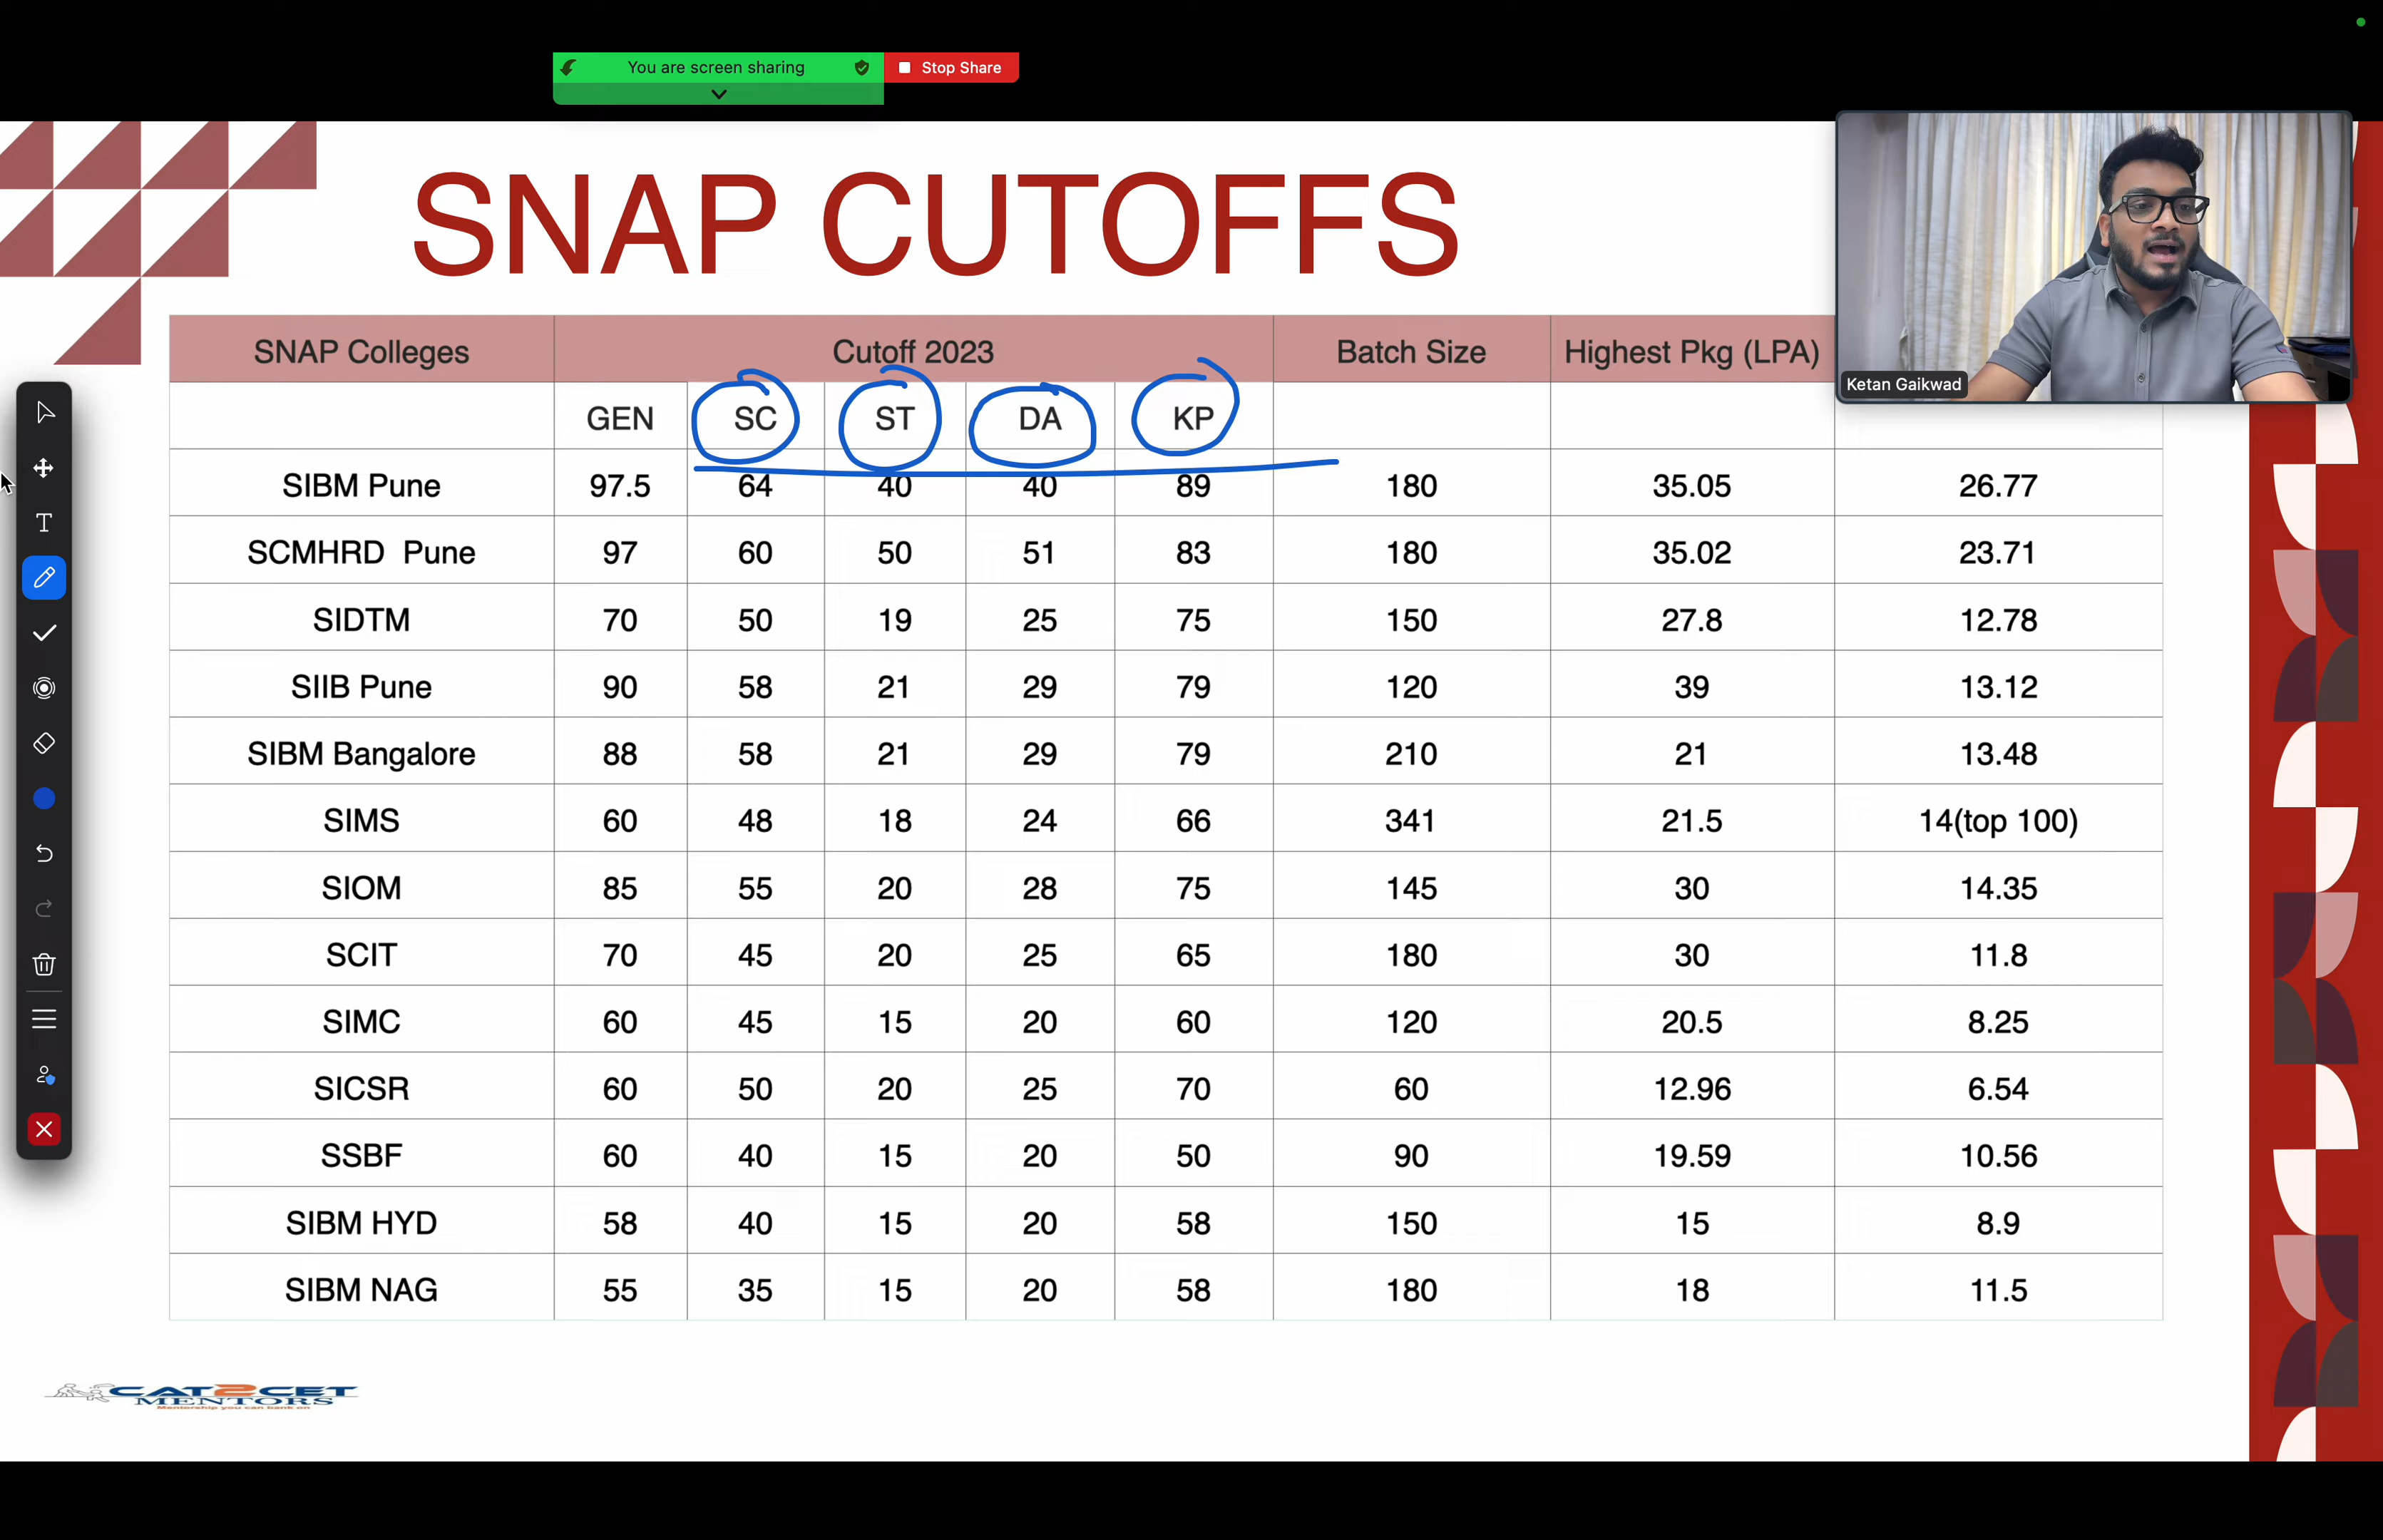 You are screen sharing
Stop Share
SNAP CUTOFFS
Ketan Gaikwad
SNAP Colleges Cutoff 2023 Batch Size Highest Pkg (LPA)
GEN SC ST DA KP
SIBM Pune 97.5 64 40 40 89 180 35.05 26.77
SCMHRD Pune 97 60 50 51 83 180 35.02 23.71
SIDTM 70 50 19 25 75 150 27.8 12.78
SIIB Pune 90 58 21 29 79 120 39 13.12
SIBM Bangalore 88 58 21 29 79 210 21 13.48
SIMS 60 48 18 24 66 341 21.5 14(top 100)
SIOM 85 55 20 28 75 145 30 14.35
SCIT 70 45 20 25 65 180 30 11.8
SIMC 60 45 15 20 60 120 20.5 8.25
SICSR 60 50 20 25 70 60 12.96 6.54
SSBF 60 40 15 20 50 90 19.59 10.56
SIBM HYD 58 40 15 20 58 150 15 8.9
SIBM NAG 55 35 15 20 58 180 18 11.5
CAT2CET
MENTORS
Mentorship you can bank on